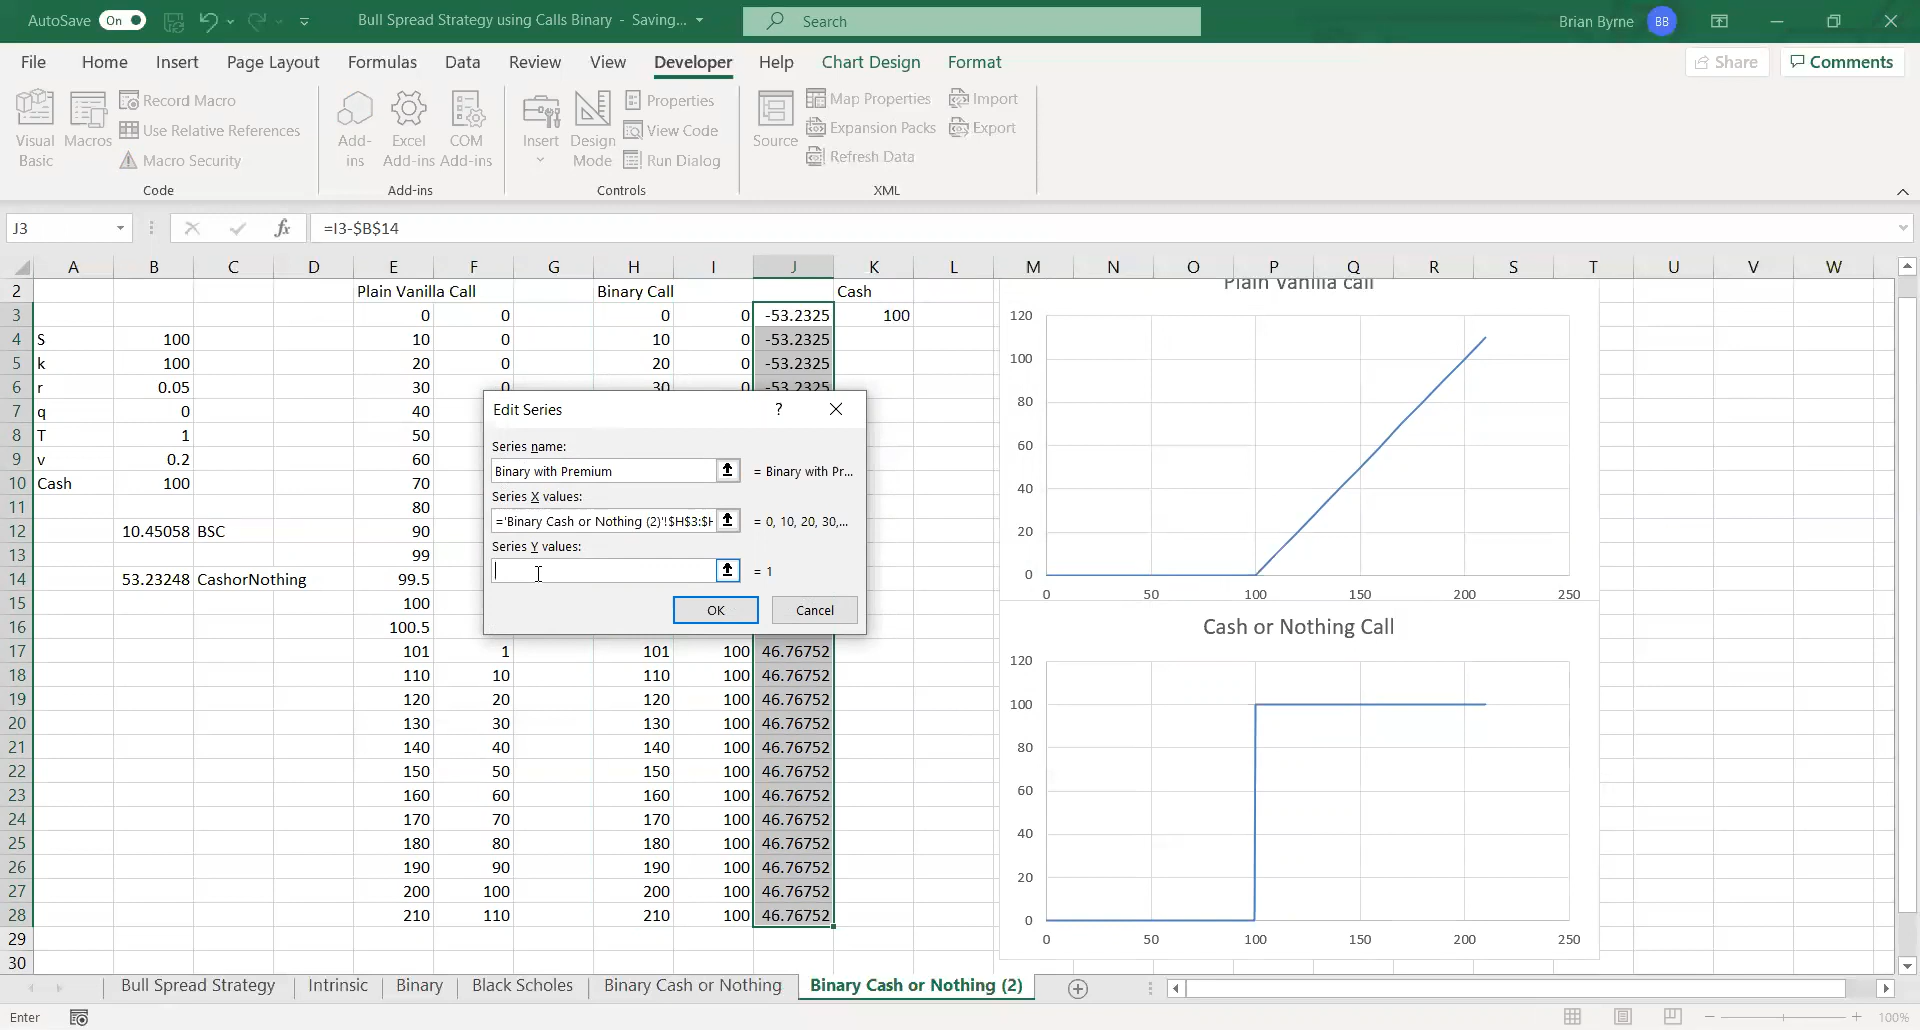 AutoSave On Bull Spread Strategy using Calls Binary - Saving... Search Brian Byrne BB
File Home Insert Page Layout Formulas Data Review View Developer Help Chart Design Format Share Comments
Visual Basic
Macros
Record Macro
Use Relative References
Macro Security
Code
Add-ins
Excel Add-ins
COM Add-ins
Add-ins
Insert
Design Mode
Properties
View Code
Run Dialog
Controls
Source
Map Properties
Expansion Packs
Refresh Data
Import
Export
XML
J3 fx =I3-$B$14
A B C D E F G H I J K L M N O P Q R S T U V W
2 Plain Vanilla Call Binary Call Cash
3 0 0 0 0 -53.2325 100
4 S 100 10 0 10 0 -53.2325
5 k 100 20 0 20 0 -53.2325
6 r 0.05 30 0 30 0 -53.2325
7 q 0 40
8 T 1 50
9 v 0.2 60
10 Cash 100 70
11 80
12 10.45058 BSC 90
13 99
14 53.23248 CashorNothing 99.5
15 100
16 100.5
17 101 1 101 100 46.76752
18 110 10 110 100 46.76752
19 120 20 120 100 46.76752
20 130 30 130 100 46.76752
21 140 40 140 100 46.76752
22 150 50 150 100 46.76752
23 160 60 160 100 46.76752
24 170 70 170 100 46.76752
25 180 80 180 100 46.76752
26 190 90 190 100 46.76752
27 200 100 200 100 46.76752
28 210 110 210 100 46.76752
29
30
Edit Series ?
Series name:
Binary with Premium = Binary with Pr...
Series X values:
='Binary Cash or Nothing (2)'!$H$3:$H = 0, 10, 20, 30,...
Series Y values:
= 1
OK Cancel
Plain Vanilla call
120
100
80
60
40
20
0
0 50 100 150 200 250
Cash or Nothing Call
120
100
80
60
40
20
0
0 50 100 150 200 250
Bull Spread Strategy Intrinsic Binary Black Scholes Binary Cash or Nothing Binary Cash or Nothing (2)
Enter 100%